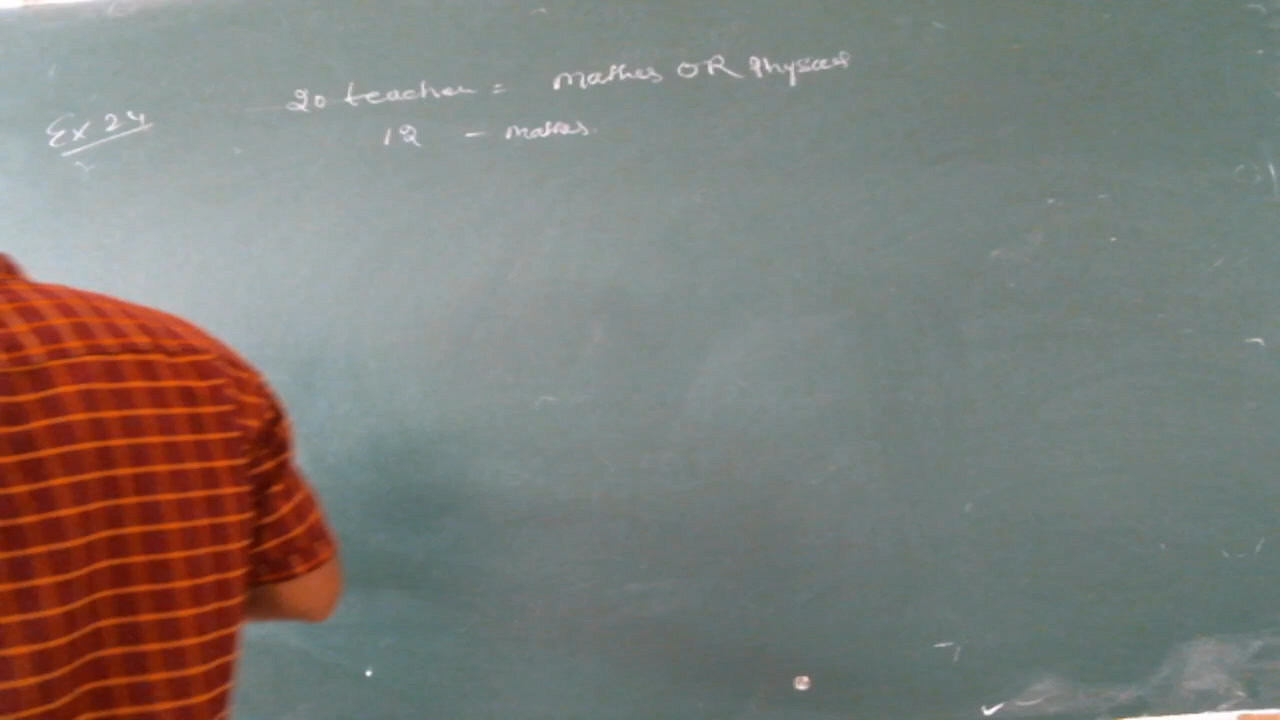 Ex 24
20 teacher = Mathes OR Physics
12 - Mathes